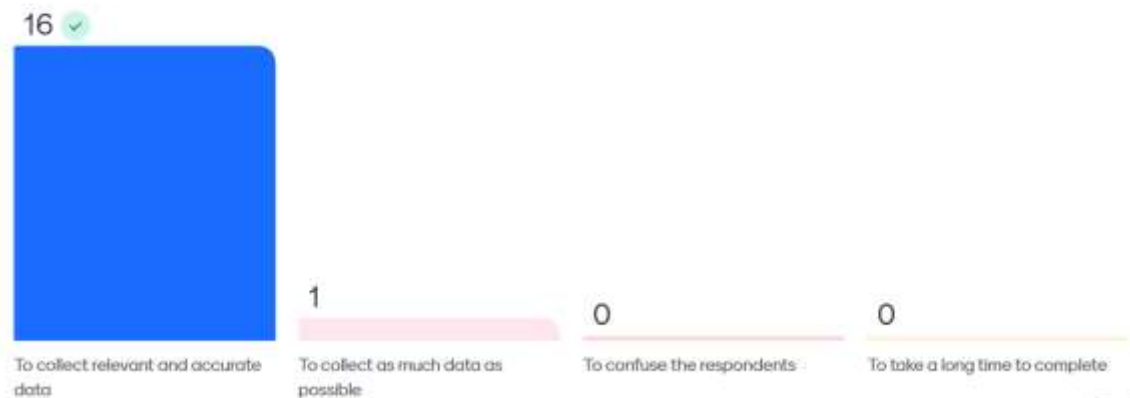 16
To collect relevant and accurate
data
1
To collect as much data as
possible
0
To confuse the respondents
0
To take a long time to complete